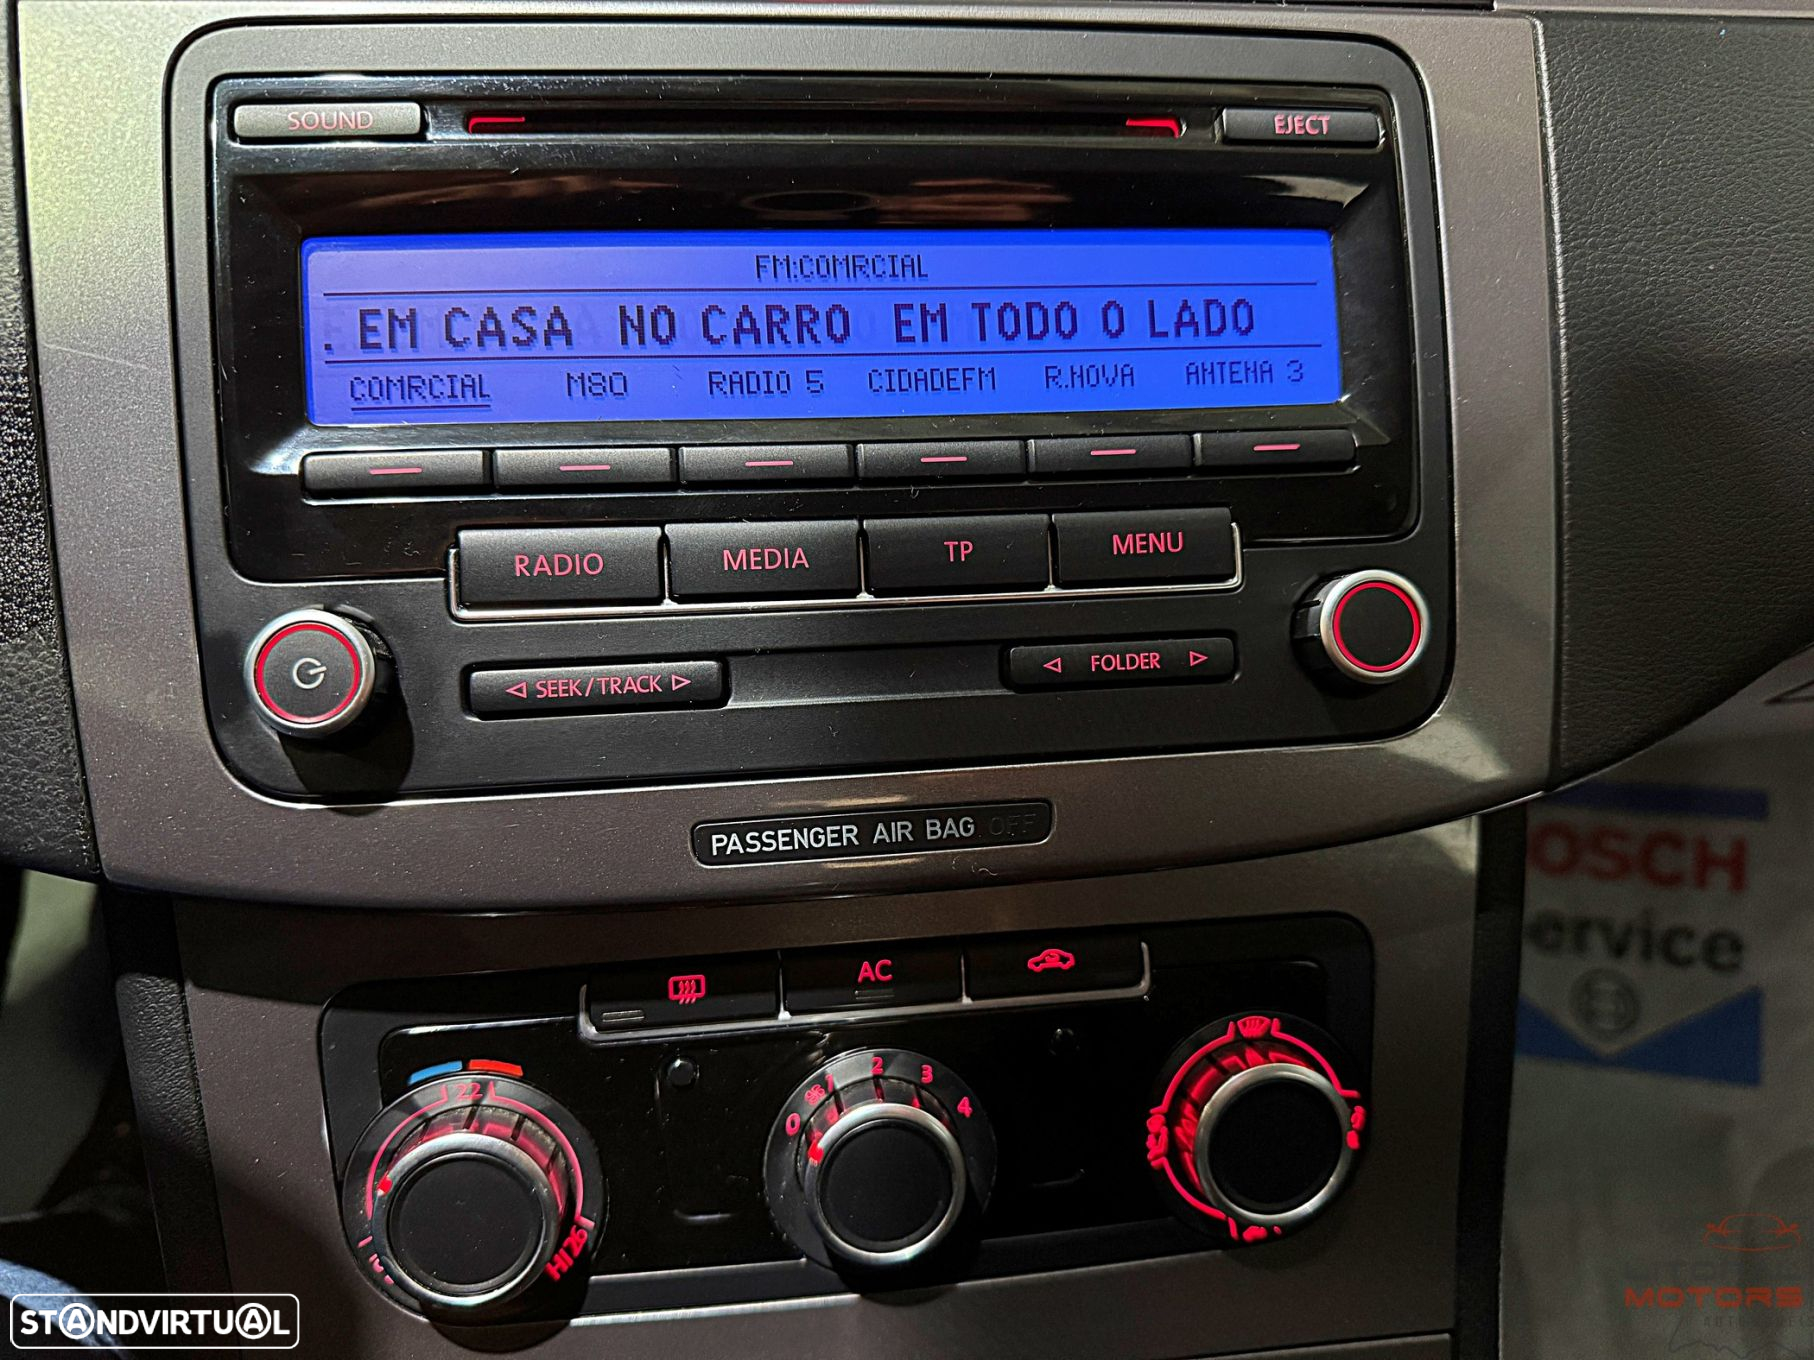 SOUND
EJECT
FM:COMRCIAL
. EM CASA NO CARRO EM TODO O LADO
COMRCIAL M80 RADIO 5 CIDADEFM R.NOVA ANTENA 3
RADIO MEDIA TP MENU
SEEK/TRACK
FOLDER
PASSENGER AIR BAG OFF
OSCH
ervice
AC
22
HI 26
0 1 2 3 4
STANDVIRTUAL
MOTORS